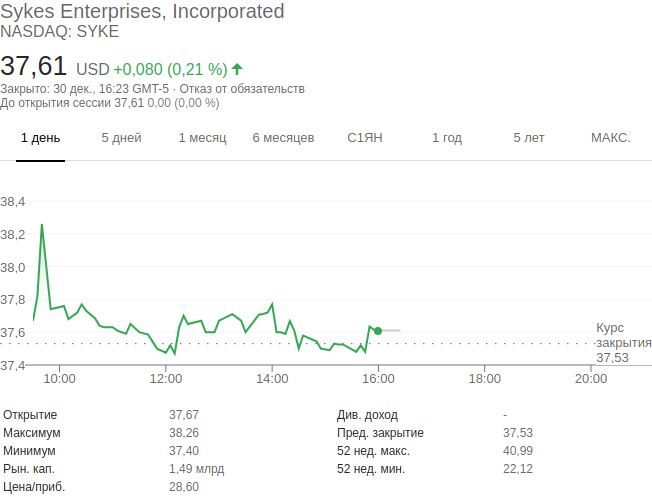 Sykes Enterprises, Incorporated
NASDAQ: SYKE
37,61 USD +0,080 (0,21 %)
Закрыто: 30 дек., 16:23 GMT-5 · Отказ от обязательств
До открытия сессии 37,61 0,00 (0,00 %)
1 день 5 дней 1 месяц 6 месяцев С1ЯН 1 год 5 лет МАКС.
38,4
38,2
38,0
37,8
37,6
37,4
Курс
закрытия
37,53
10:00 12:00 14:00 16:00 18:00 20:00
Открытие 37,67 Див. доход -
Максимум 38,26 Пред. закрытие 37,53
Минимум 37,40 52 нед. макс. 40,99
Рын. кап. 1,49 млрд 52 нед. мин. 22,12
Цена/приб. 28,60